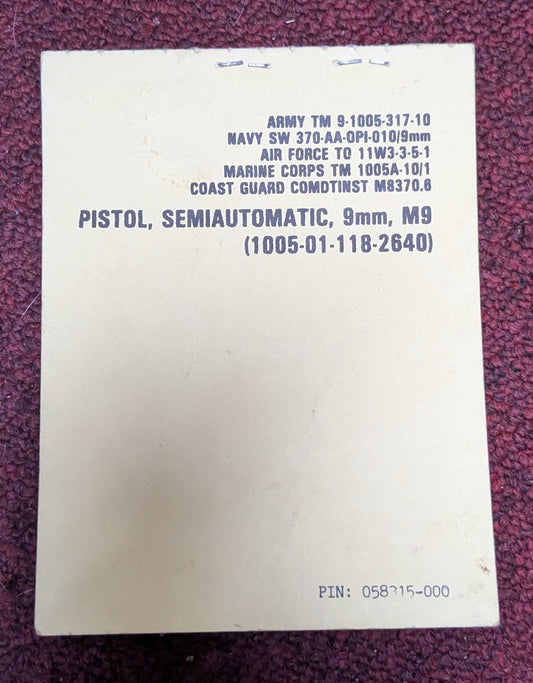 ARMY TM 9-1005-317-10
NAVY SW 370-AA-OPI-010/9mm
AIR FORCE TO 11W3-3-5-1
MARINE CORPS TM 1005A-10/1
COAST GUARD COMDTINST M8370.6
PISTOL, SEMIAUTOMATIC, 9mm, M9
(1005-01-118-2640)
PIN: